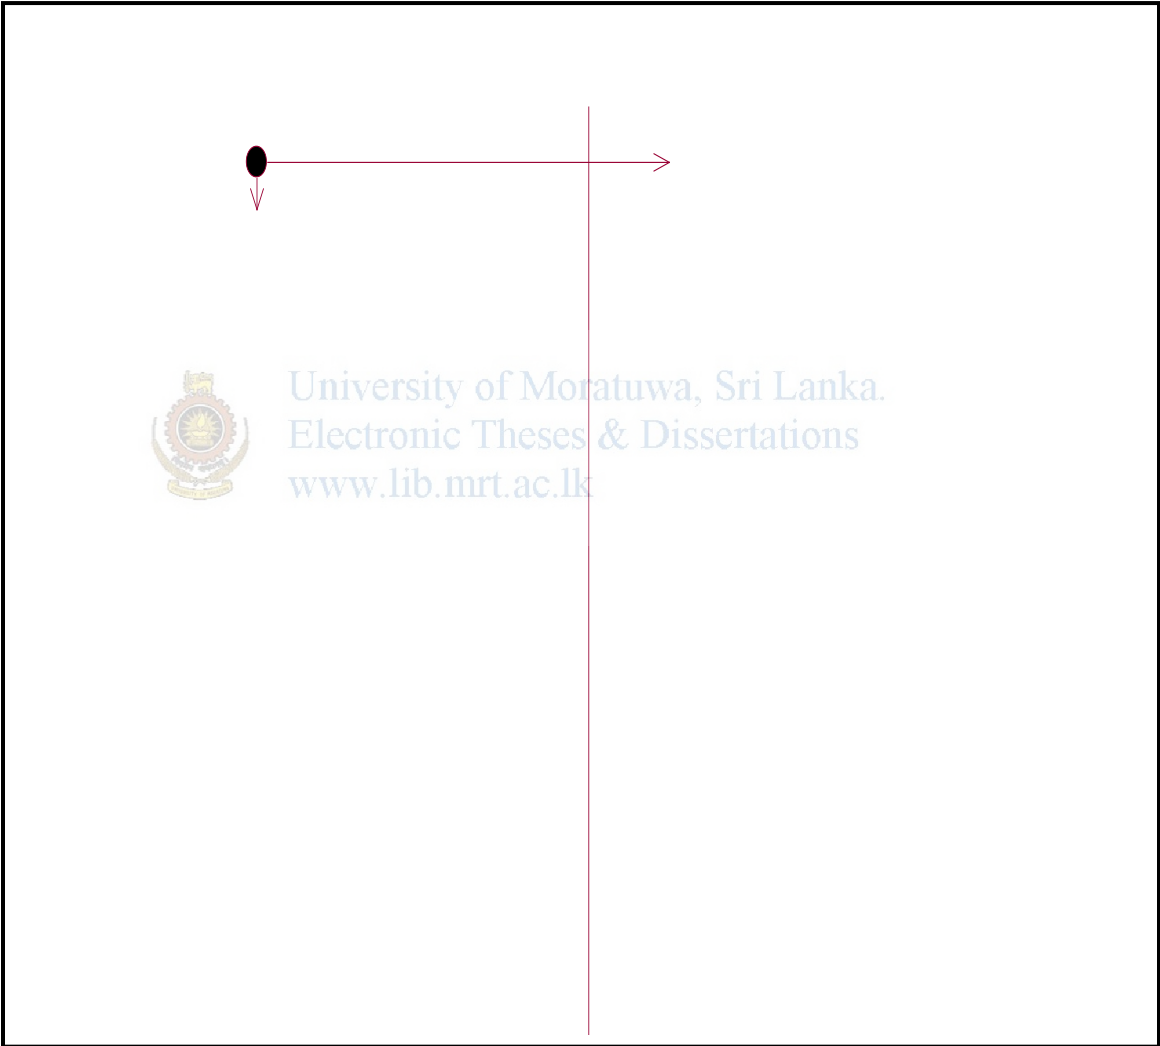 University of Moratuwa, Sri Lanka.
Electronic Theses & Dissertations
www.lib.mrt.ac.lk